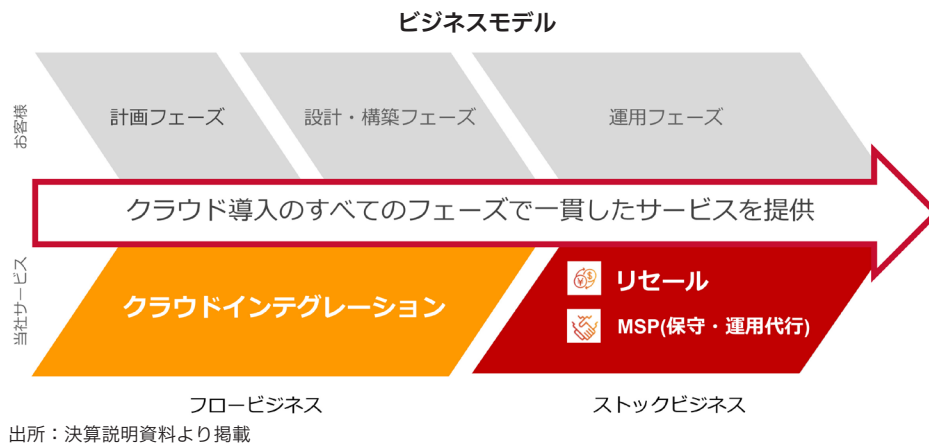 ビジネスモデル
お客様
計画フェーズ
設計・構築フェーズ
運用フェーズ
クラウド導入のすべてのフェーズで一貫したサービスを提供
当社サービス
クラウドインテグレーション
リセール
MSP(保守・運用代行)
フロービジネス
ストックビジネス
出所：決算説明資料より掲載